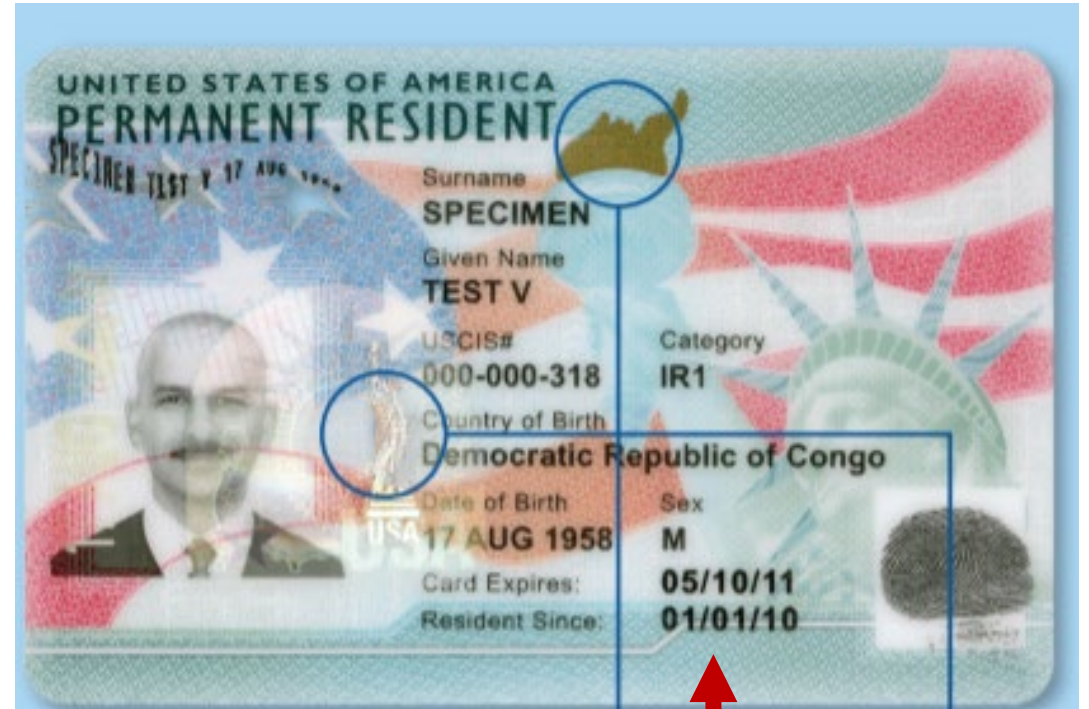 UNITED STATES OF AMERICA
PERMANENT RESIDENT
SPECIMEN TEST V 17 AUG
Surname
SPECIMEN
Given Name
TEST V
USCIS# Category
000-000-318 IR1
Country of Birth
Democratic Republic of Congo
Date of Birth Sex
17 AUG 1958 M
USA
Card Expires: 05/10/11
Resident Since: 01/01/10